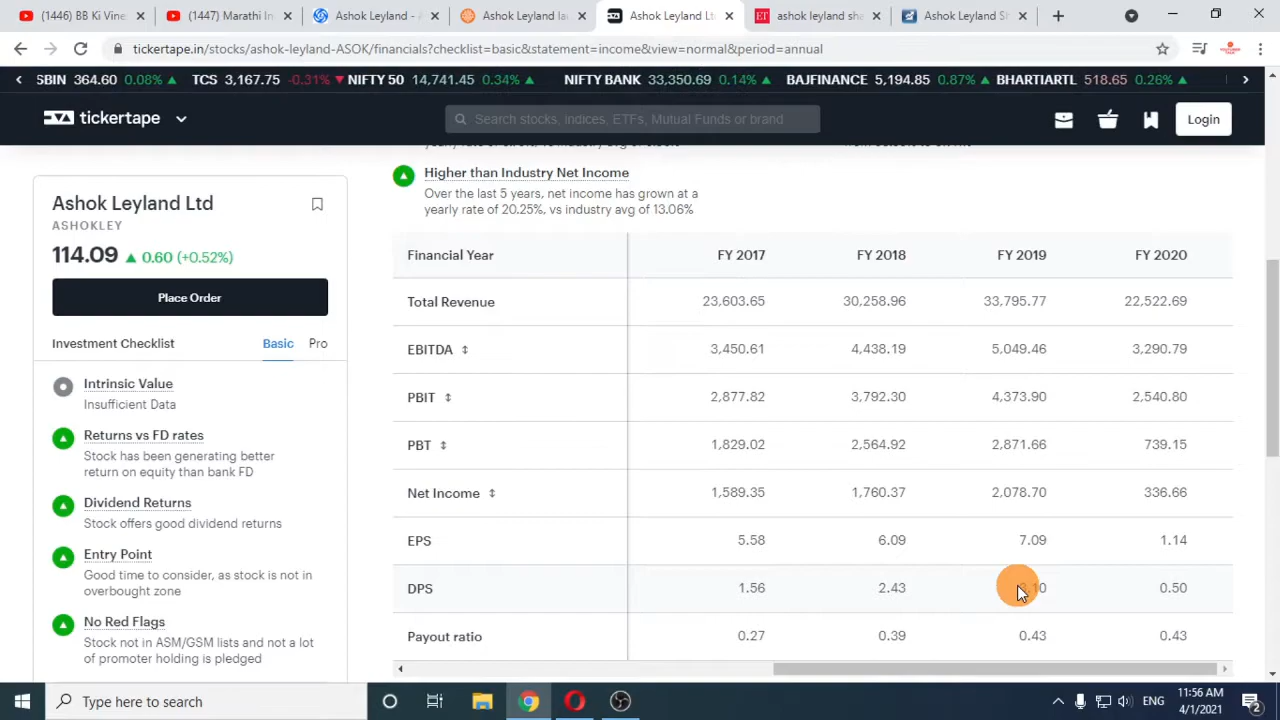 (1446) BB Ki Vine
(1447) Marathi In
Ashok Leyland - A
Ashok Leyland lau
Ashok Leyland Lt
ashok leyland sha
Ashok Leyland Sh
tickertape.in/stocks/ashok-leyland-ASOK/financials?checklist=basic&statement=income&view=normal&period=annual
SBIN 364.60 0.08% TCS 3,167.75 -0.31% NIFTY 50 14,741.45 0.34% NIFTY BANK 33,350.69 0.14% BAJFINANCE 5,194.85 0.87% BHARTIARTL 518.65 0.26%
tickertape
Search stocks, indices, ETFs, Mutual Funds or brand
Login
Higher than Industry Net Income
Over the last 5 years, net income has grown at a
yearly rate of 20.25%, vs industry avg of 13.06%
Ashok Leyland Ltd
ASHOKLEY
114.09 0.60 (+0.52%)
Place Order
Investment Checklist Basic Pro
Intrinsic Value
Insufficient Data
Returns vs FD rates
Stock has been generating better
return on equity than bank FD
Dividend Returns
Stock offers good dividend returns
Entry Point
Good time to consider, as stock is not in
overbought zone
No Red Flags
Stock not in ASM/GSM lists and not a lot
of promoter holding is pledged
Financial Year FY 2017 FY 2018 FY 2019 FY 2020
Total Revenue 23,603.65 30,258.96 33,795.77 22,522.69
EBITDA 3,450.61 4,438.19 5,049.46 3,290.79
PBIT 2,877.82 3,792.30 4,373.90 2,540.80
PBT 1,829.02 2,564.92 2,871.66 739.15
Net Income 1,589.35 1,760.37 2,078.70 336.66
EPS 5.58 6.09 7.09 1.14
DPS 1.56 2.43 3.10 0.50
Payout ratio 0.27 0.39 0.43 0.43
Type here to search
ENG
11:56 AM
4/1/2021
2